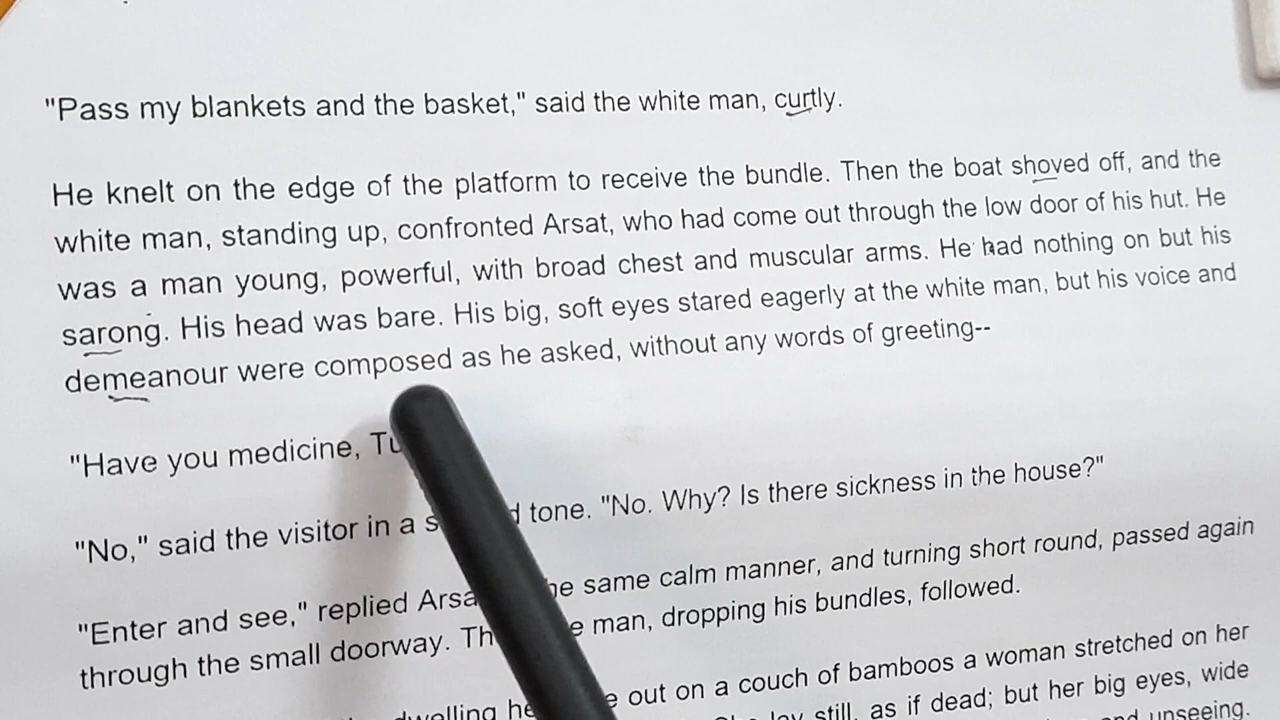 "Pass my blankets and the basket," said the white man, curtly.
He knelt on the edge of the platform to receive the bundle. Then the boat shoved off, and the
white man, standing up, confronted Arsat, who had come out through the low door of his hut. He
was a man young, powerful, with broad chest and muscular arms. He had nothing on but his
sarong. His head was bare. His big, soft eyes stared eagerly at the white man, but his voice and
demeanour were composed as he asked, without any words of greeting--
"Have you medicine,
"No," said the visitor in a tone. "No. Why? Is there sickness in the house?"
"Enter and see," replied same calm manner, and turning short round, passed again
through the small doorway. man, dropping his bundles, followed.
dwelling out on a couch of bamboos a woman stretched on her
still, as if dead; but her big eyes, wide
unseeing.